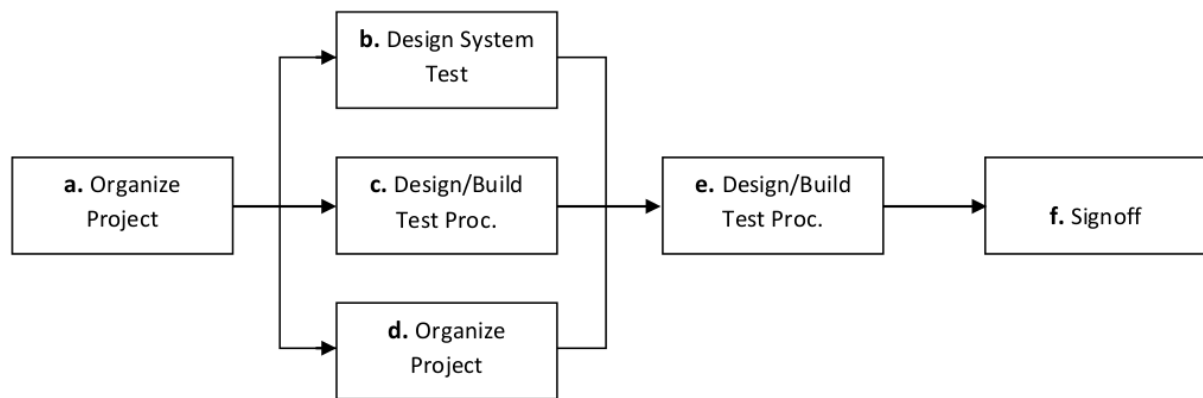 b. Design System
Test
a. Organize
Project
c. Design/Build
Test Proc.
e. Design/Build
Test Proc.
f. Signoff
d. Organize
Project